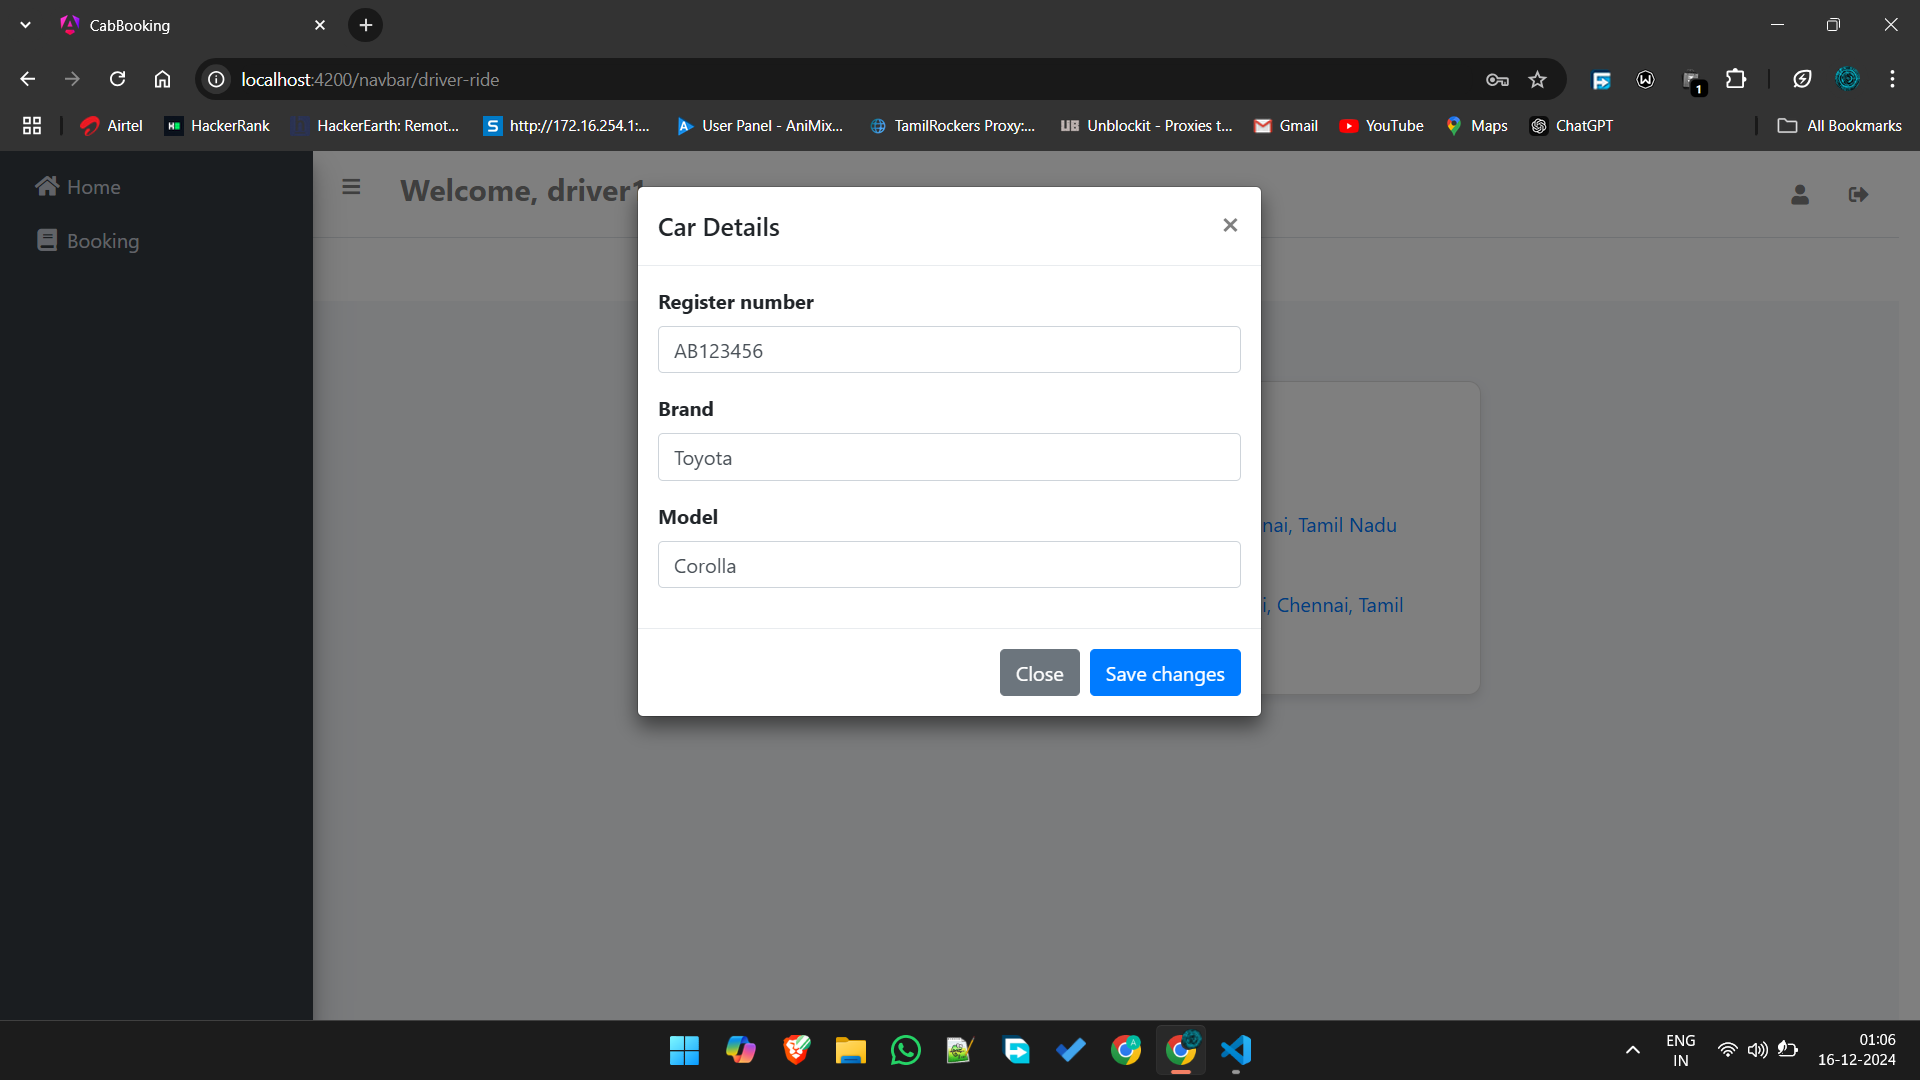 CabBooking
localhost:4200/navbar/driver-ride
1
Airtel
HackerRank
HackerEarth: Remot...
http://172.16.254.1:...
User Panel - AniMix...
TamilRockers Proxy:...
Unblockit - Proxies t...
Gmail
YouTube
Maps
ChatGPT
All Bookmarks
Home
Booking
Welcome, driver1
Car Details
Register number
AB123456
Brand
Toyota
Model
Corolla
nai, Tamil Nadu
i, Chennai, Tamil
Close
Save changes
ENG
IN
01:06
16-12-2024